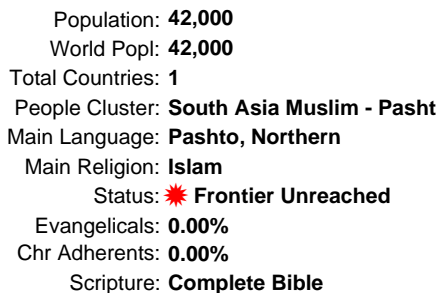 Population: 42,000
World Popl: 42,000
Total Countries: 1
People Cluster: South Asia Muslim - Pasht
Main Language: Pashto, Northern
Main Religion: Islam
Status: Frontier Unreached
Evangelicals: 0.00%
Chr Adherents: 0.00%
Scripture: Complete Bible